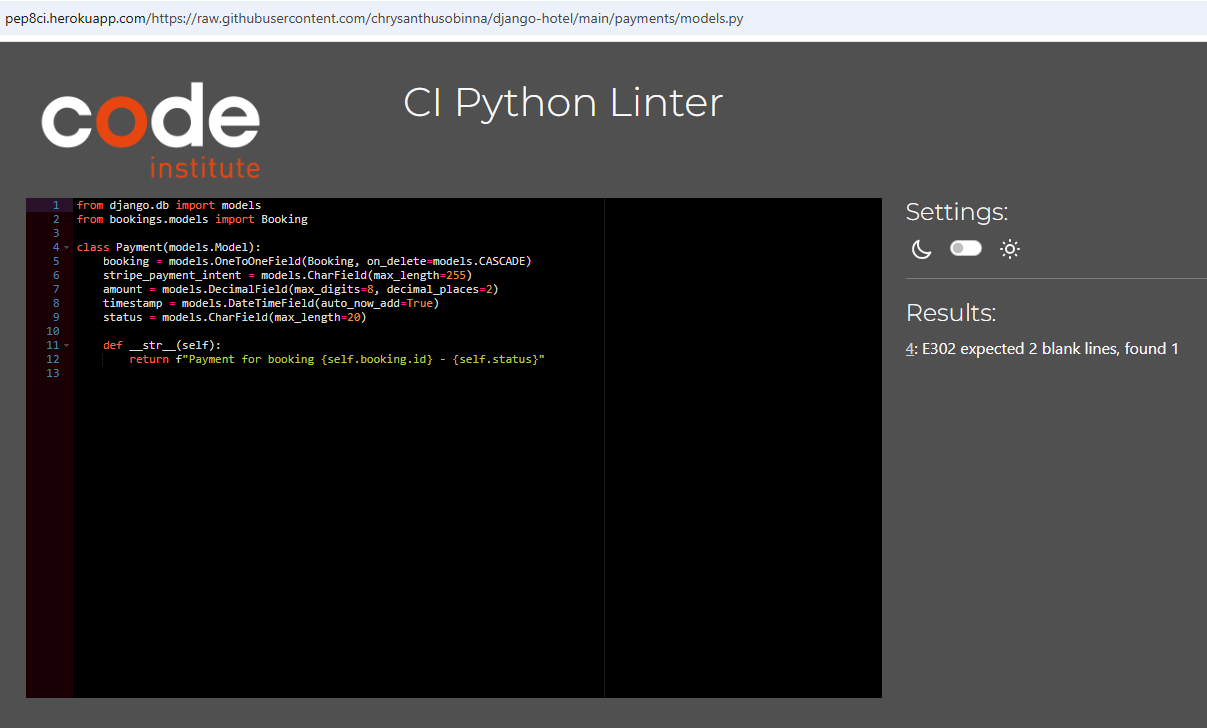 pep8ci.herokuapp.com/https://raw.githubusercontent.com/chrysanthusobinna/django-hotel/main/payments/models.py
code
institute
CI Python Linter
1 from django.db import models
2 from bookings.models import Booking
3
4 class Payment(models.Model):
5     booking = models.OneToOneField(Booking, on_delete=models.CASCADE)
6     stripe_payment_intent = models.CharField(max_length=255)
7     amount = models.DecimalField(max_digits=8, decimal_places=2)
8     timestamp = models.DateTimeField(auto_now_add=True)
9     status = models.CharField(max_length=20)
10
11     def __str__(self):
12         return f"Payment for booking {self.booking.id} - {self.status}"
13
Settings:
Results:
4: E302 expected 2 blank lines, found 1